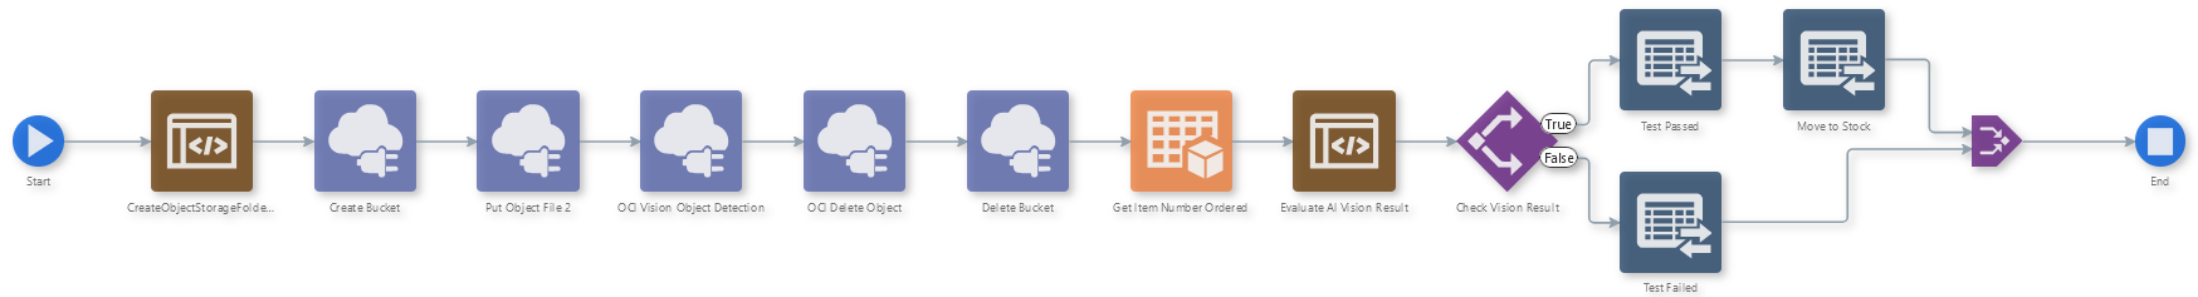 Start
CreateObjectStorageFolde...
Create Bucket
Put Object File 2
OCI Vision Object Detection
OCI Delete Object
Delete Bucket
Get Item Number Ordered
Evaluate AI Vision Result
Check Vision Result
True
False
Test Passed
Move to Stock
Test Failed
End